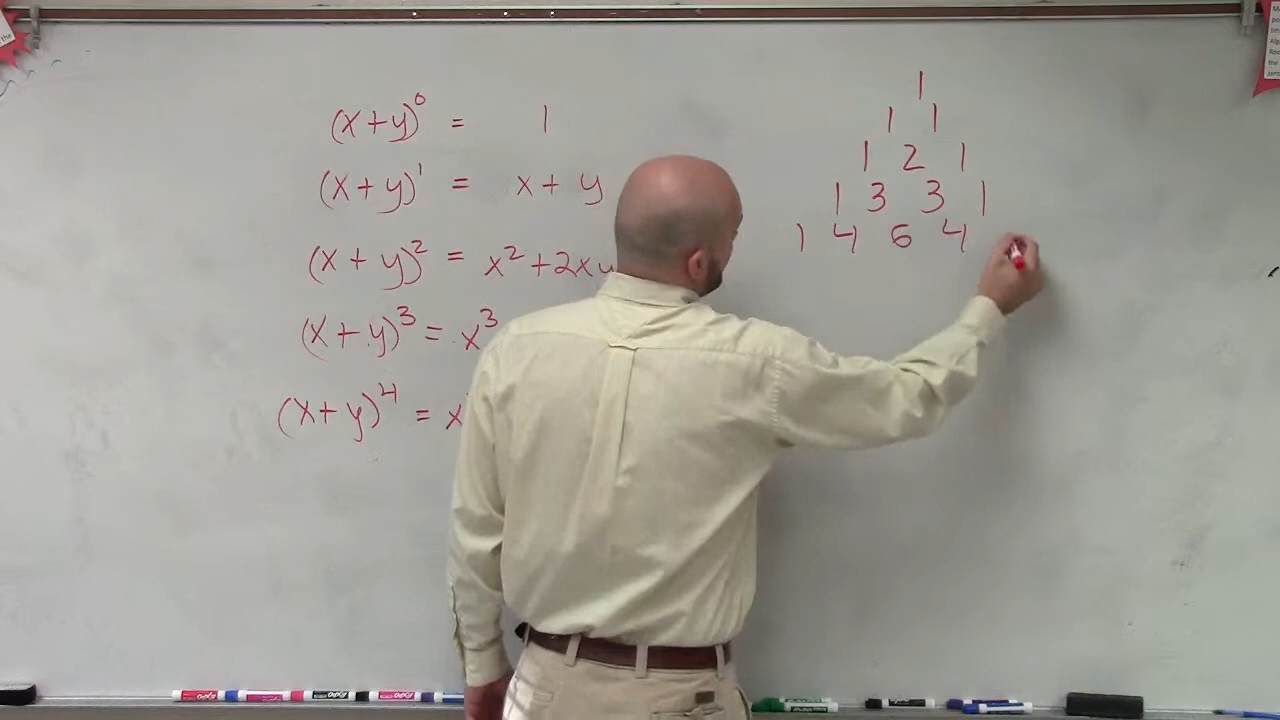 (x+y)⁰ = 1
(x+y)¹ = x + y
(x+y)² = x² + 2xy
(x+y)³ = x³
(x+y)⁴ = x
1
1 1
1 2 1
1 3 3 1
1 4 6 4